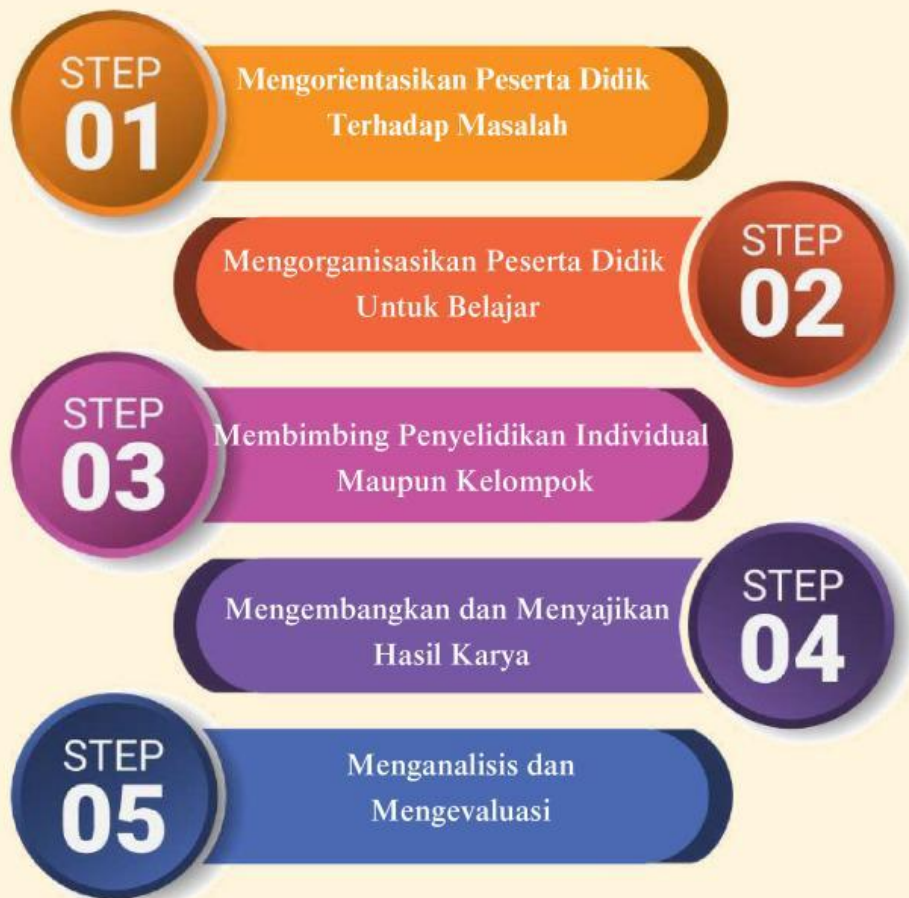 STEP
01
Mengorientasikan Peserta Didik
Terhadap Masalah
STEP
02
Mengorganisasikan Peserta Didik
Untuk Belajar
STEP
03
Membimbing Penyelidikan Individual
Maupun Kelompok
STEP
04
Mengembangkan dan Menyajikan
Hasil Karya
STEP
05
Menganalisis dan
Mengevaluasi